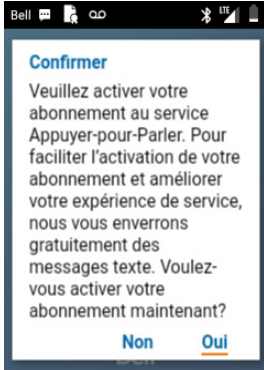 Bell LTE
Confirmer
Veuillez activer votre
abonnement au service
Appuyer-pour-Parler. Pour
faciliter l'activation de votre
abonnement et améliorer
votre expérience de service,
nous vous enverrons
gratuitement des
messages texte. Voulez-
vous activer votre
abonnement maintenant?
Non Oui